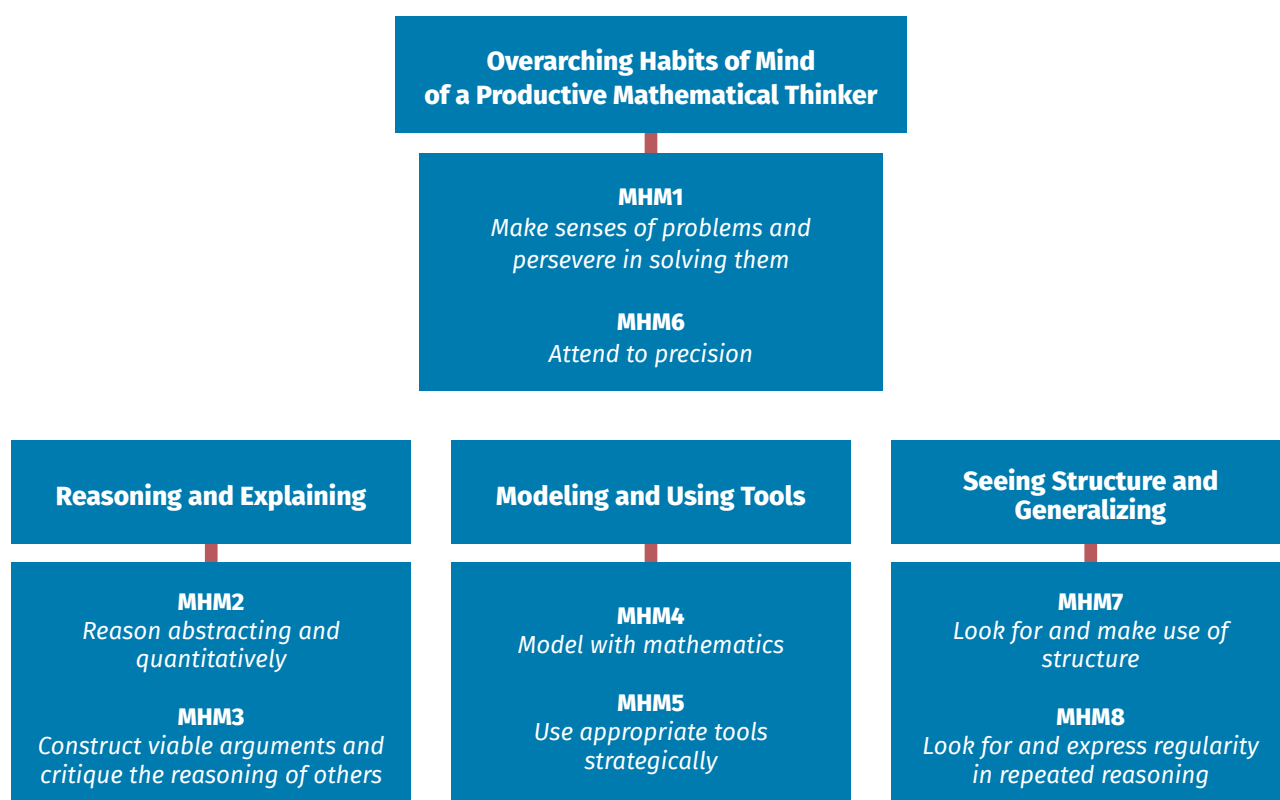 Overarching Habits of Mind
of a Productive Mathematical Thinker
MHM1
Make senses of problems and
persevere in solving them
MHM6
Attend to precision
Reasoning and Explaining
MHM2
Reason abstracting and
quantitatively
MHM3
Construct viable arguments and
critique the reasoning of others
Modeling and Using Tools
MHM4
Model with mathematics
MHM5
Use appropriate tools
strategically
Seeing Structure and
Generalizing
MHM7
Look for and make use of
structure
MHM8
Look for and express regularity
in repeated reasoning